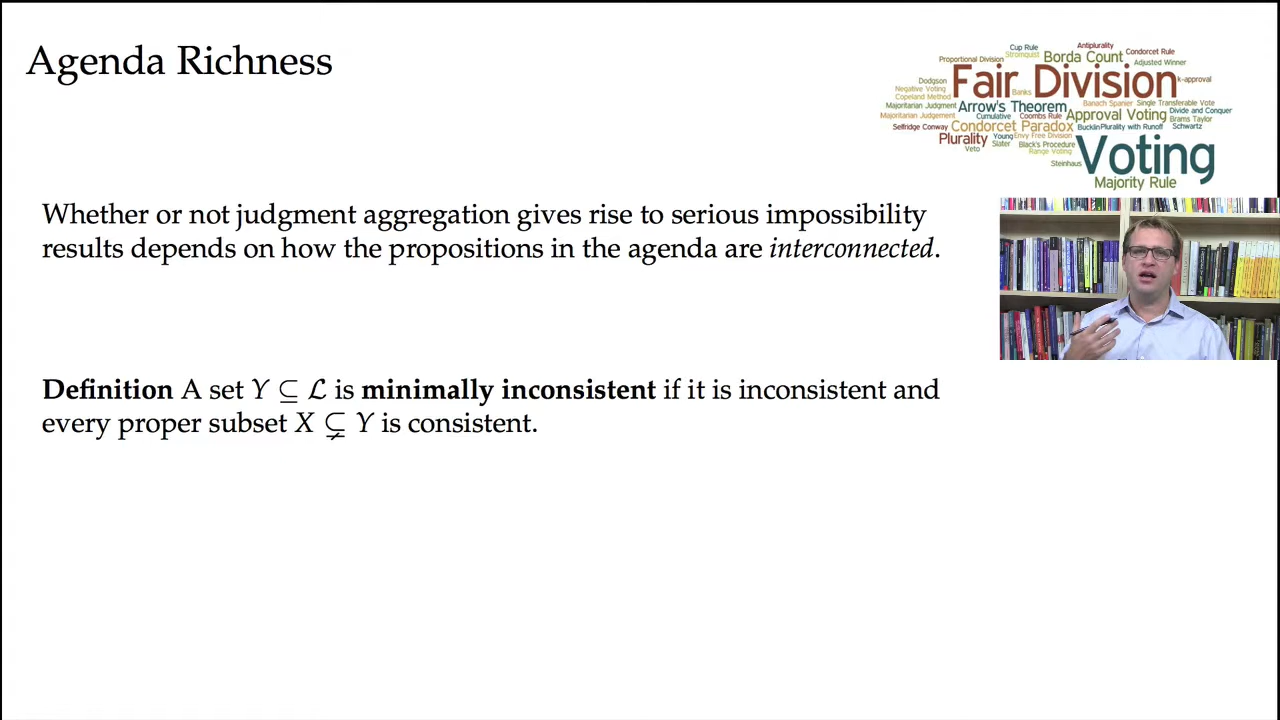 Agenda Richness
Cup Rule
Antiplurality
Stromquist
Borda Count
Condorcet Rule
Proportional Division
Adjusted Winner
Dodgson
Fair Division
k-approval
Negative Voting
Banks
Copeland Method
Majoritarian Judgment
Arrow's Theorem
Banach Spanier
Single Transferable Vote
Majoritarian Judgement
Cumulative
Coombs Rule
Approval Voting
Divide and Conquer
Brams Taylor
Selfridge Conway
Condorcet Paradox
Bucklin
Plurality with Runoff
Schwartz
Plurality
Young
Envy Free Division
Veto
Slater
Black's Procedure
Range Voting
Voting
Steinhaus
Majority Rule
Whether or not judgment aggregation gives rise to serious impossibility
results depends on how the propositions in the agenda are interconnected.
Definition A set Y ⊆ ℒ is minimally inconsistent if it is inconsistent and
every proper subset X ⊊ Y is consistent.